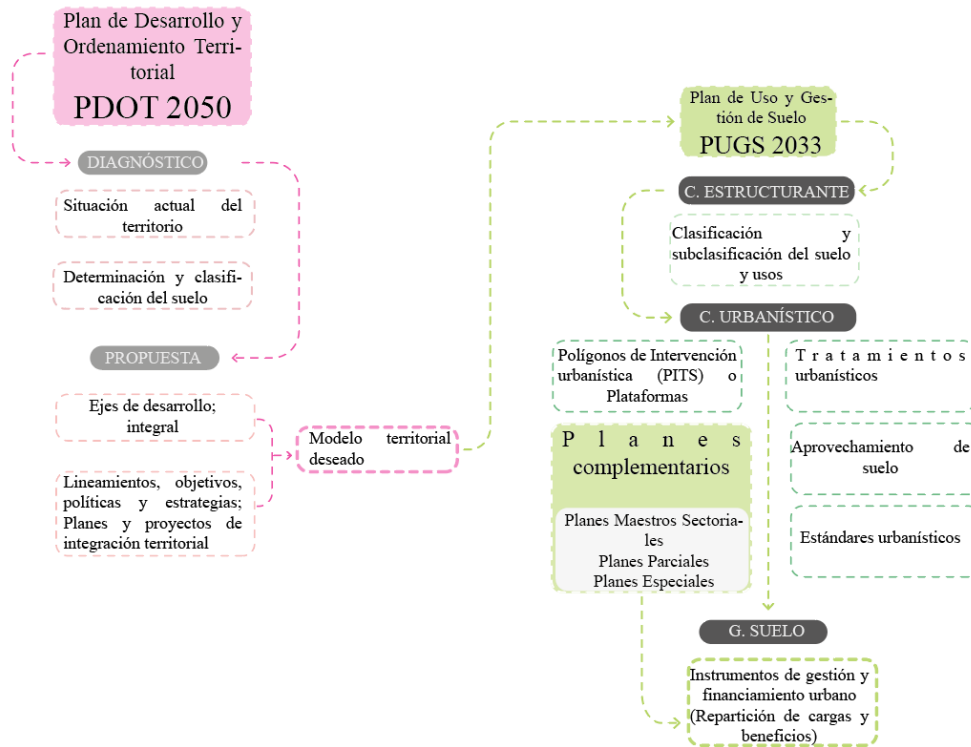 Plan de Desarrollo y
Ordenamiento Terri-
torial
PDOT 2050
DIAGNÓSTICO
Situación actual del
territorio
Determinación y clasifi-
cación del suelo
PROPUESTA
Ejes de desarrollo;
integral
Lineamientos, objetivos,
políticas y estrategias;
Planes y proyectos de
integración territorial
Modelo territorial
deseado
Plan de Uso y Ges-
tión de Suelo
PUGS 2033
C. ESTRUCTURANTE
Clasificación y
subclasificación del suelo
y usos
C. URBANÍSTICO
Polígonos de Intervención
urbanística (PITS) o
Plataformas
Tratamientos
urbanísticos
Planes
complementarios
Planes Maestros Sectoria-
les
Planes Parciales
Planes Especiales
Aprovechamiento de
suelo
Estándares urbanísticos
G. SUELO
Instrumentos de gestión y
financiamiento urbano
(Repartición de cargas y
beneficios)